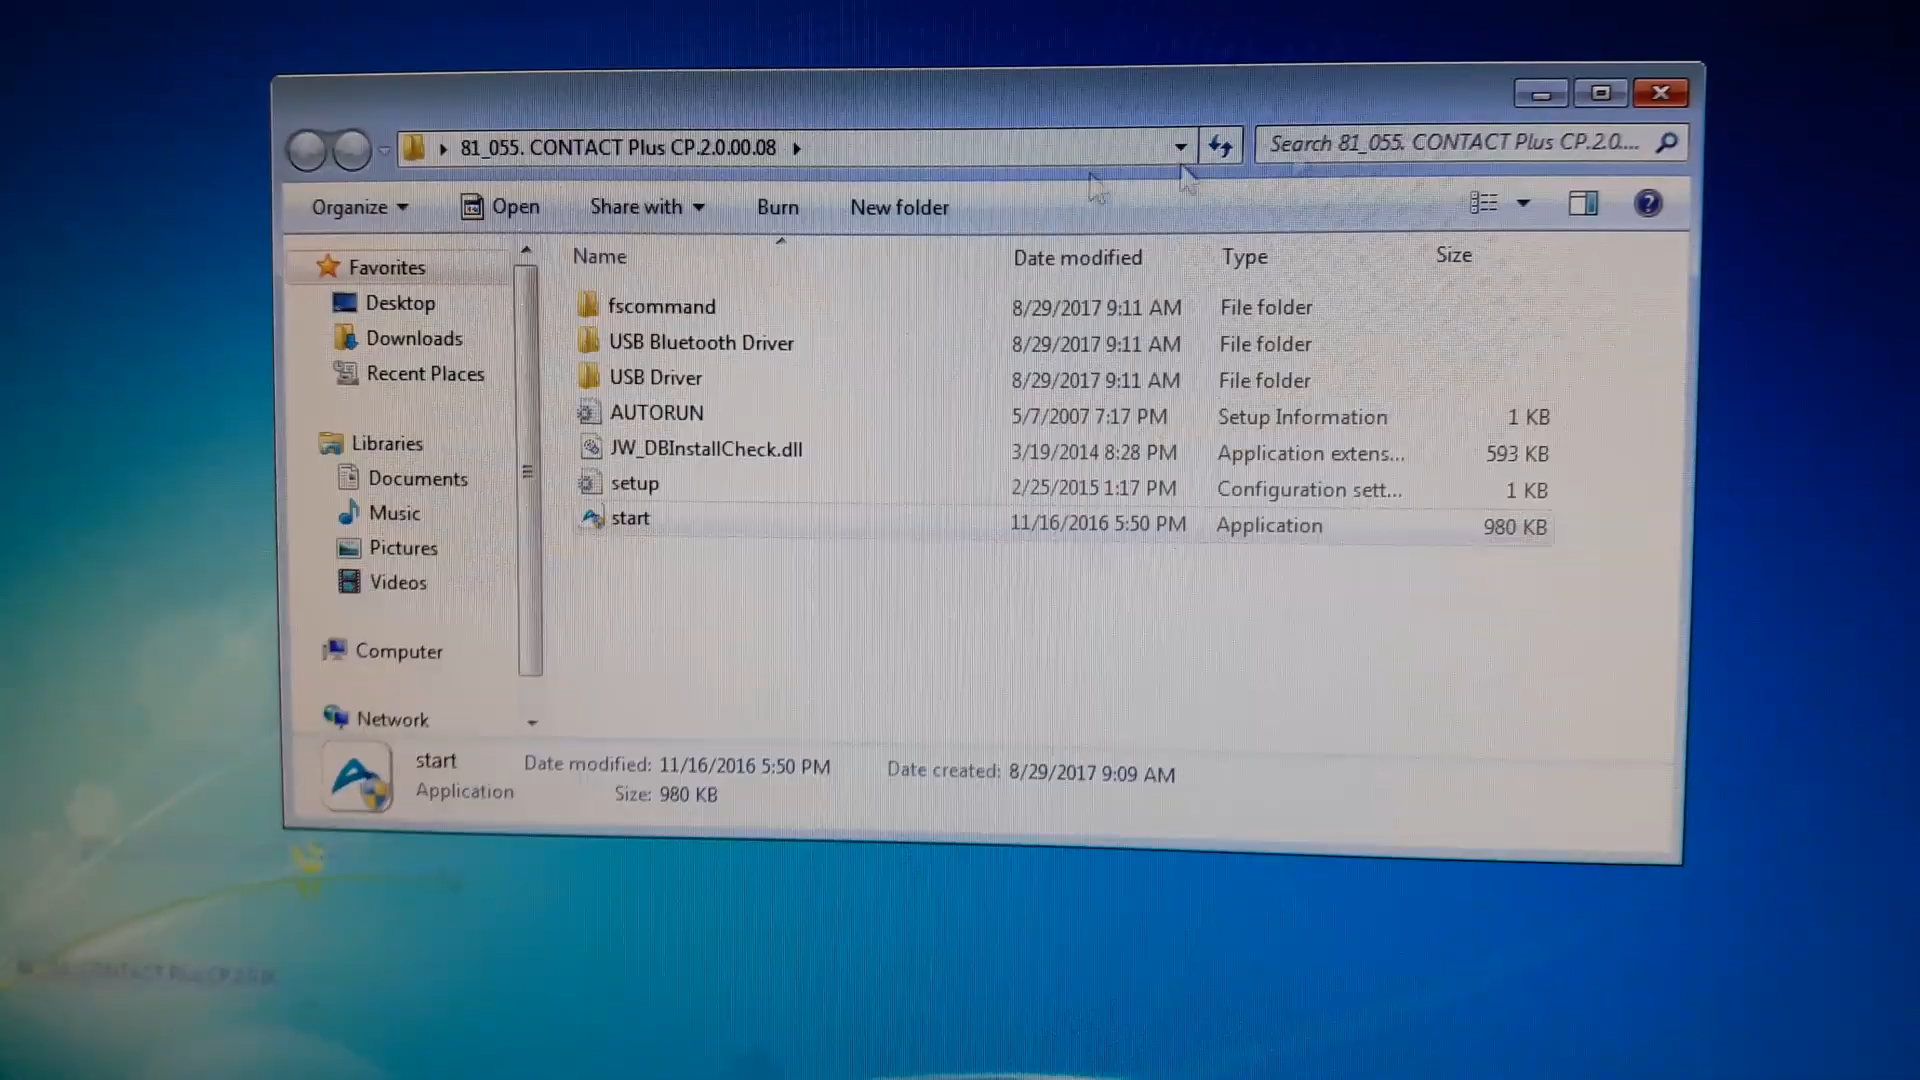 81_055. CONTACT Plus CP.2.0.00.08
Search 81_055. CONTACT Plus CP.2.0....
Organize Open Share with Burn New folder
Name Date modified Type Size
Favorites
Desktop
Downloads
Recent Places
Libraries
Documents
Music
Pictures
Videos
Computer
Network
fscommand 8/29/2017 9:11 AM File folder
USB Bluetooth Driver 8/29/2017 9:11 AM File folder
USB Driver 8/29/2017 9:11 AM File folder
AUTORUN 5/7/2007 7:17 PM Setup Information 1 KB
JW_DBInstallCheck.dll 3/19/2014 8:28 PM Application extens... 593 KB
setup 2/25/2015 1:17 PM Configuration sett... 1 KB
start 11/16/2016 5:50 PM Application 980 KB
start Date modified: 11/16/2016 5:50 PM Date created: 8/29/2017 9:09 AM
Application Size: 980 KB